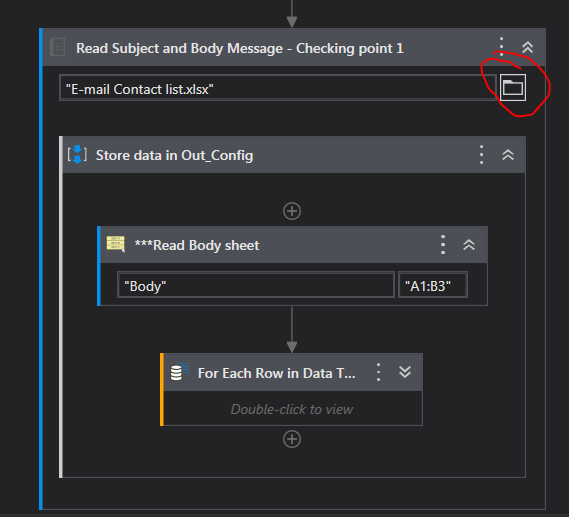 Read Subject and Body Message - Checking point 1
"E-mail Contact list.xlsx"
Store data in Out_Config
***Read Body sheet
"Body" "A1:B3"
For Each Row in Data T...
Double-click to view